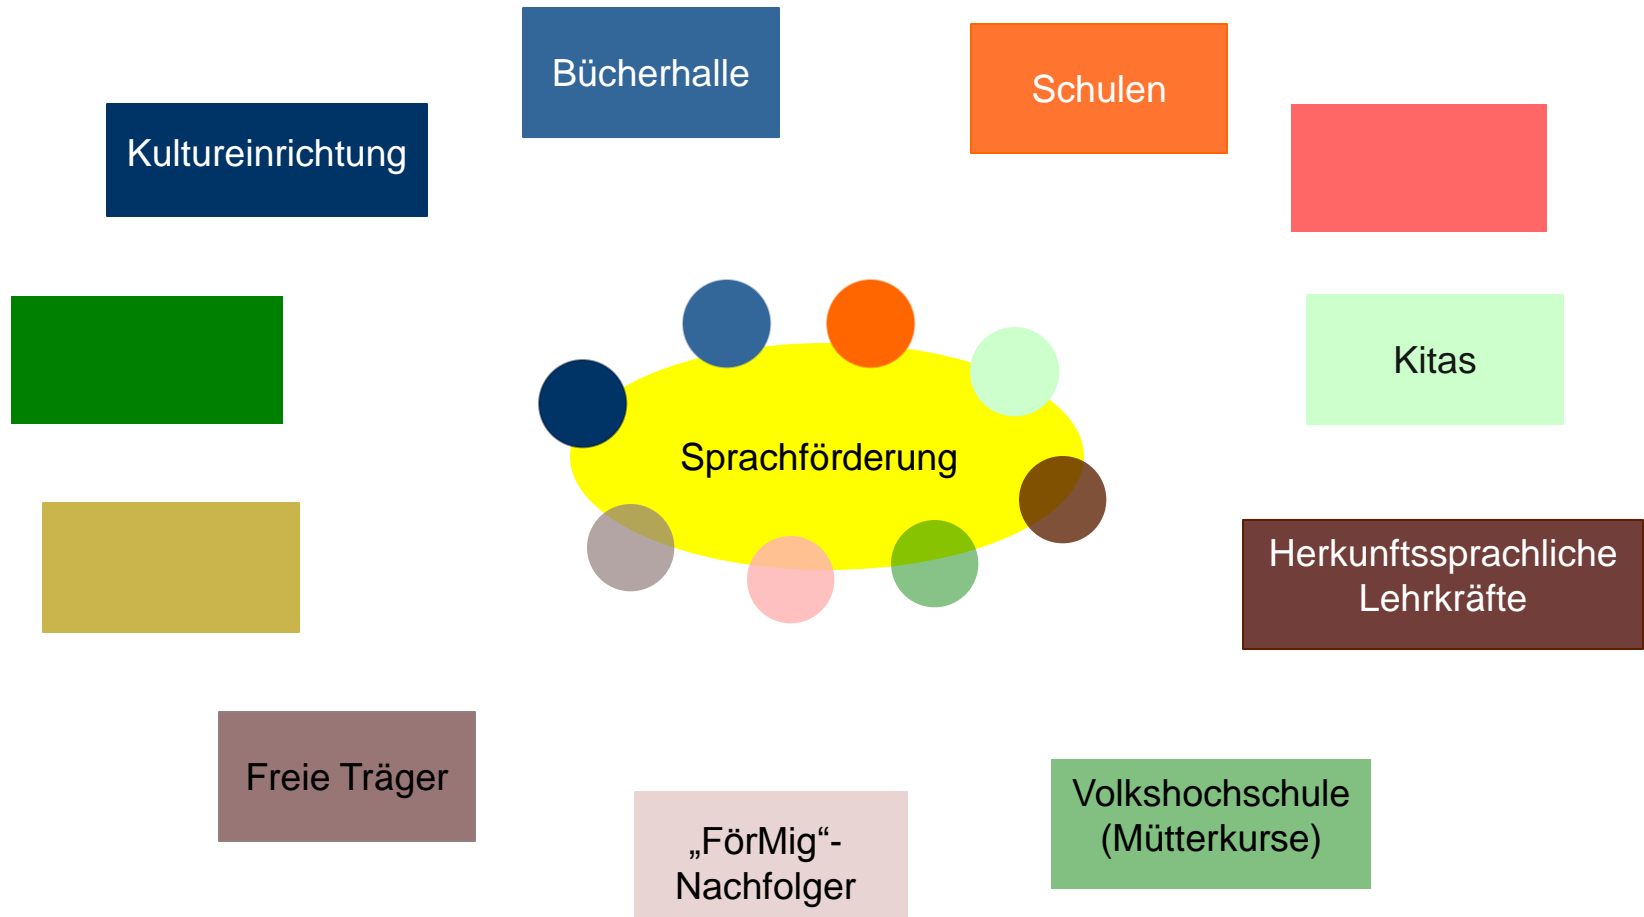 Bücherhalle
Schulen
Kultureinrichtung
Kitas
Sprachförderung
Herkunftssprachliche
Lehrkräfte
Freie Träger
Volkshochschule
(Mütterkurse)
„FörMig“-
Nachfolger